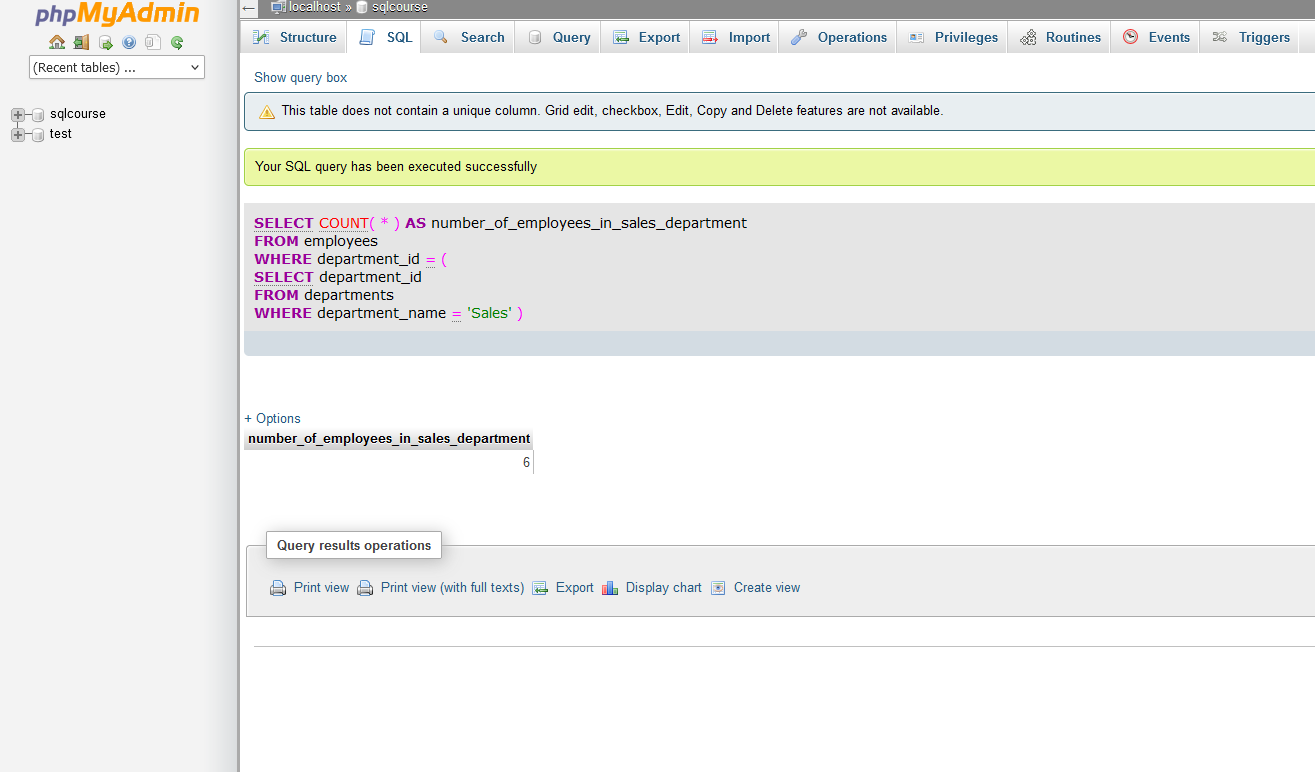 phpMyAdmin
(Recent tables) ...
sqlcourse
test
← localhost » sqlcourse
Structure SQL Search Query Export Import Operations Privileges Routines Events Triggers
Show query box
This table does not contain a unique column. Grid edit, checkbox, Edit, Copy and Delete features are not available.
Your SQL query has been executed successfully
SELECT COUNT( * ) AS number_of_employees_in_sales_department
FROM employees
WHERE department_id = (
SELECT department_id
FROM departments
WHERE department_name = 'Sales' )
+ Options
number_of_employees_in_sales_department
6
Query results operations
Print view Print view (with full texts) Export Display chart Create view